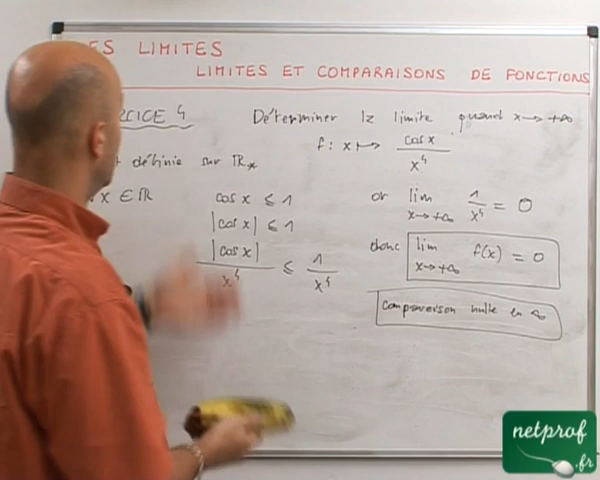 ES LIMITES
LIMITES ET COMPARAISONS DE FONCTIONS
RCICE 4
Déterminer la limite quand x → +∞
f: x ↦ cos x / x⁴
définie sur ℝ*
∀x ∈ ℝ
cos x ≤ 1
|cos x| ≤ 1
|cos x| / x⁴ ≤ 1 / x⁴
or lim x→+∞ 1 / x⁴ = 0
donc lim x→+∞ f(x) = 0
Comparaison nulle en ∞
netprof
.fr